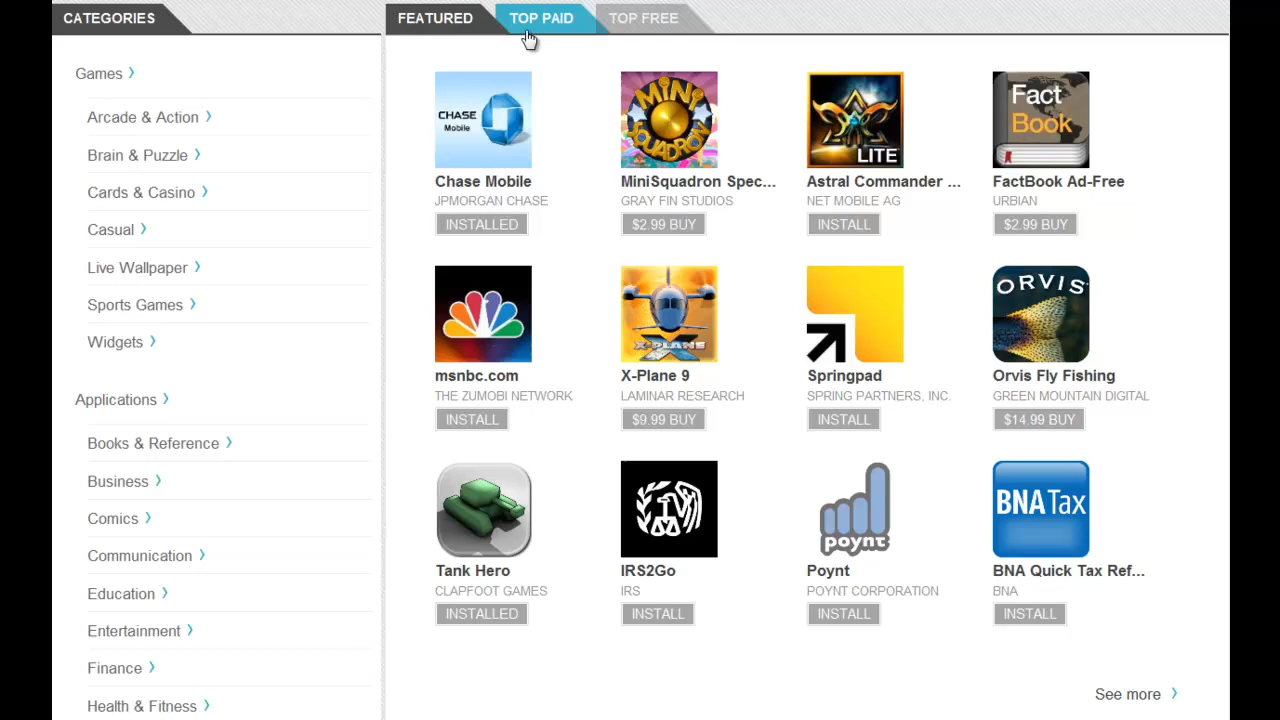 CATEGORIES
FEATURED
TOP PAID
TOP FREE
Games
Arcade & Action
Brain & Puzzle
Cards & Casino
Casual
Live Wallpaper
Sports Games
Widgets
Applications
Books & Reference
Business
Comics
Communication
Education
Entertainment
Finance
Health & Fitness
CHASE
Mobile
Chase Mobile
JPMORGAN CHASE
INSTALLED
MINI
SQUADRON
MiniSquadron Spec...
GRAY FIN STUDIOS
$2.99 BUY
LITE
Astral Commander ...
NET MOBILE AG
INSTALL
Fact
Book
FactBook Ad-Free
URBIAN
$2.99 BUY
msnbc.com
THE ZUMOBI NETWORK
INSTALL
X-PLANE
X-Plane 9
LAMINAR RESEARCH
$9.99 BUY
Springpad
SPRING PARTNERS, INC.
INSTALL
ORVIS
Orvis Fly Fishing
GREEN MOUNTAIN DIGITAL
$14.99 BUY
Tank Hero
CLAPFOOT GAMES
INSTALLED
IRS2Go
IRS
INSTALL
poynt
Poynt
POYNT CORPORATION
INSTALL
BNA Tax
BNA Quick Tax Ref...
BNA
INSTALL
See more